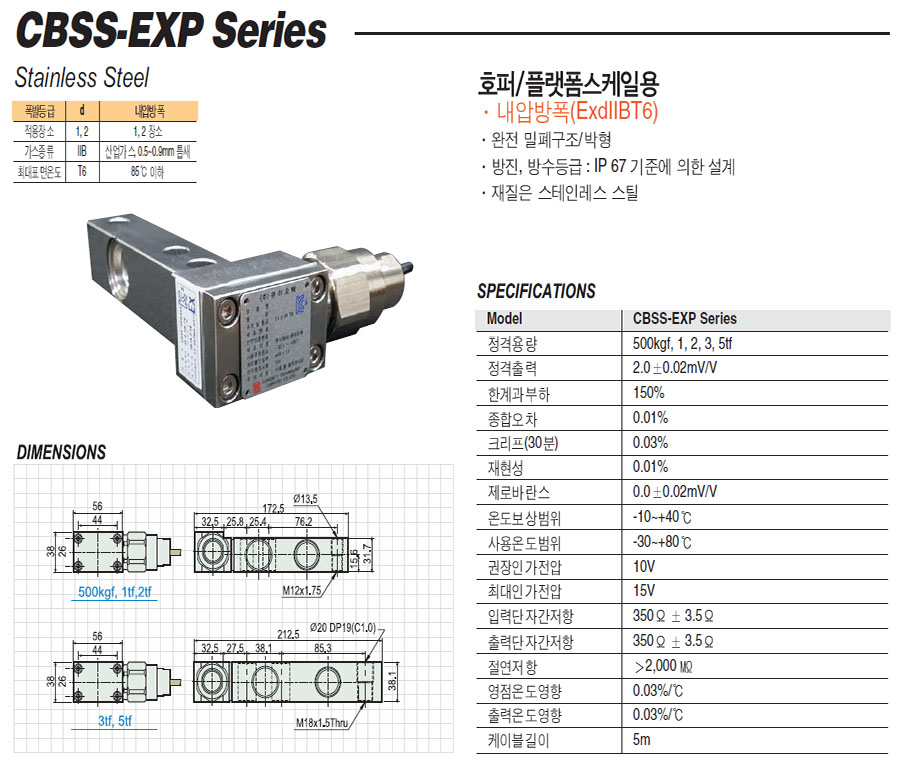 CBSS-EXP Series
Stainless Steel
폭발등급 d 내압방폭
적용장소 1, 2 1, 2 장소
가스종류 IIB 산업가스, 0.5~0.9mm 틈새
최대표면온도 T6 85℃ 이하
호퍼/플랫폼스케일용
· 내압방폭(ExdIIBT6)
· 완전 밀폐구조/박형
· 방진, 방수등급 : IP 67 기준에 의한 설계
· 재질은 스테인레스 스틸
SPECIFICATIONS
Model CBSS-EXP Series
정격용량 500kgf, 1, 2, 3, 5tf
정격출력 2.0±0.02mV/V
한계과부하 150%
종합오차 0.01%
크리프(30분) 0.03%
재현성 0.01%
제로바란스 0.0±0.02mV/V
온도보상범위 -10~+40℃
사용온도범위 -30~+80℃
권장인가전압 10V
최대인가전압 15V
입력단자간저항 350Ω ± 3.5Ω
출력단자간저항 350Ω ± 3.5Ω
절연저항 >2,000 ㏁
영점온도영향 0.03%/℃
출력온도영향 0.03%/℃
케이블길이 5m
DIMENSIONS
56
44
38
26
500kgf, 1tf,2tf
Ø13,5
172,5
32,5 25,8 25,4 76,2
15,6
31,7
M12x1.75
56
44
38
26
3tf, 5tf
Ø20 DP19(C1.0)
212,5
32,5 27,5 38,1 85,3
38,1
M18x1.5Thru